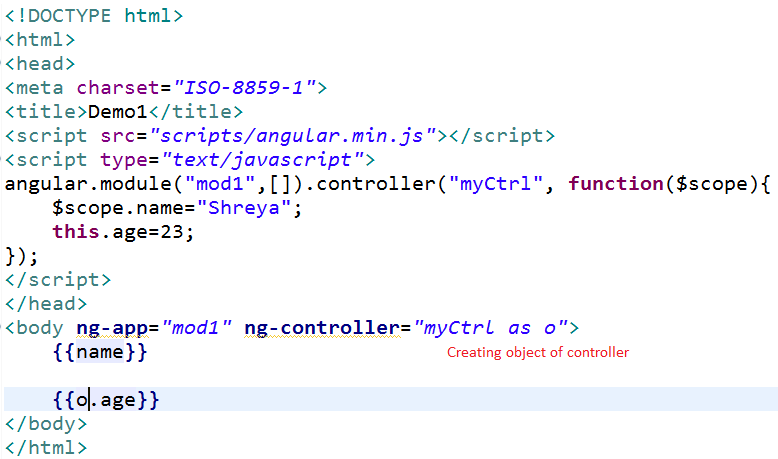 <!DOCTYPE html>
<html>
<head>
<meta charset="ISO-8859-1">
<title>Demo1</title>
<script src="scripts/angular.min.js"></script>
<script type="text/javascript">
angular.module("mod1",[]).controller("myCtrl", function($scope){
    $scope.name="Shreya";
    this.age=23;
});
</script>
</head>
<body ng-app="mod1" ng-controller="myCtrl as o">
    {{name}} Creating object of controller
    {{o.age}}
</body>
</html>